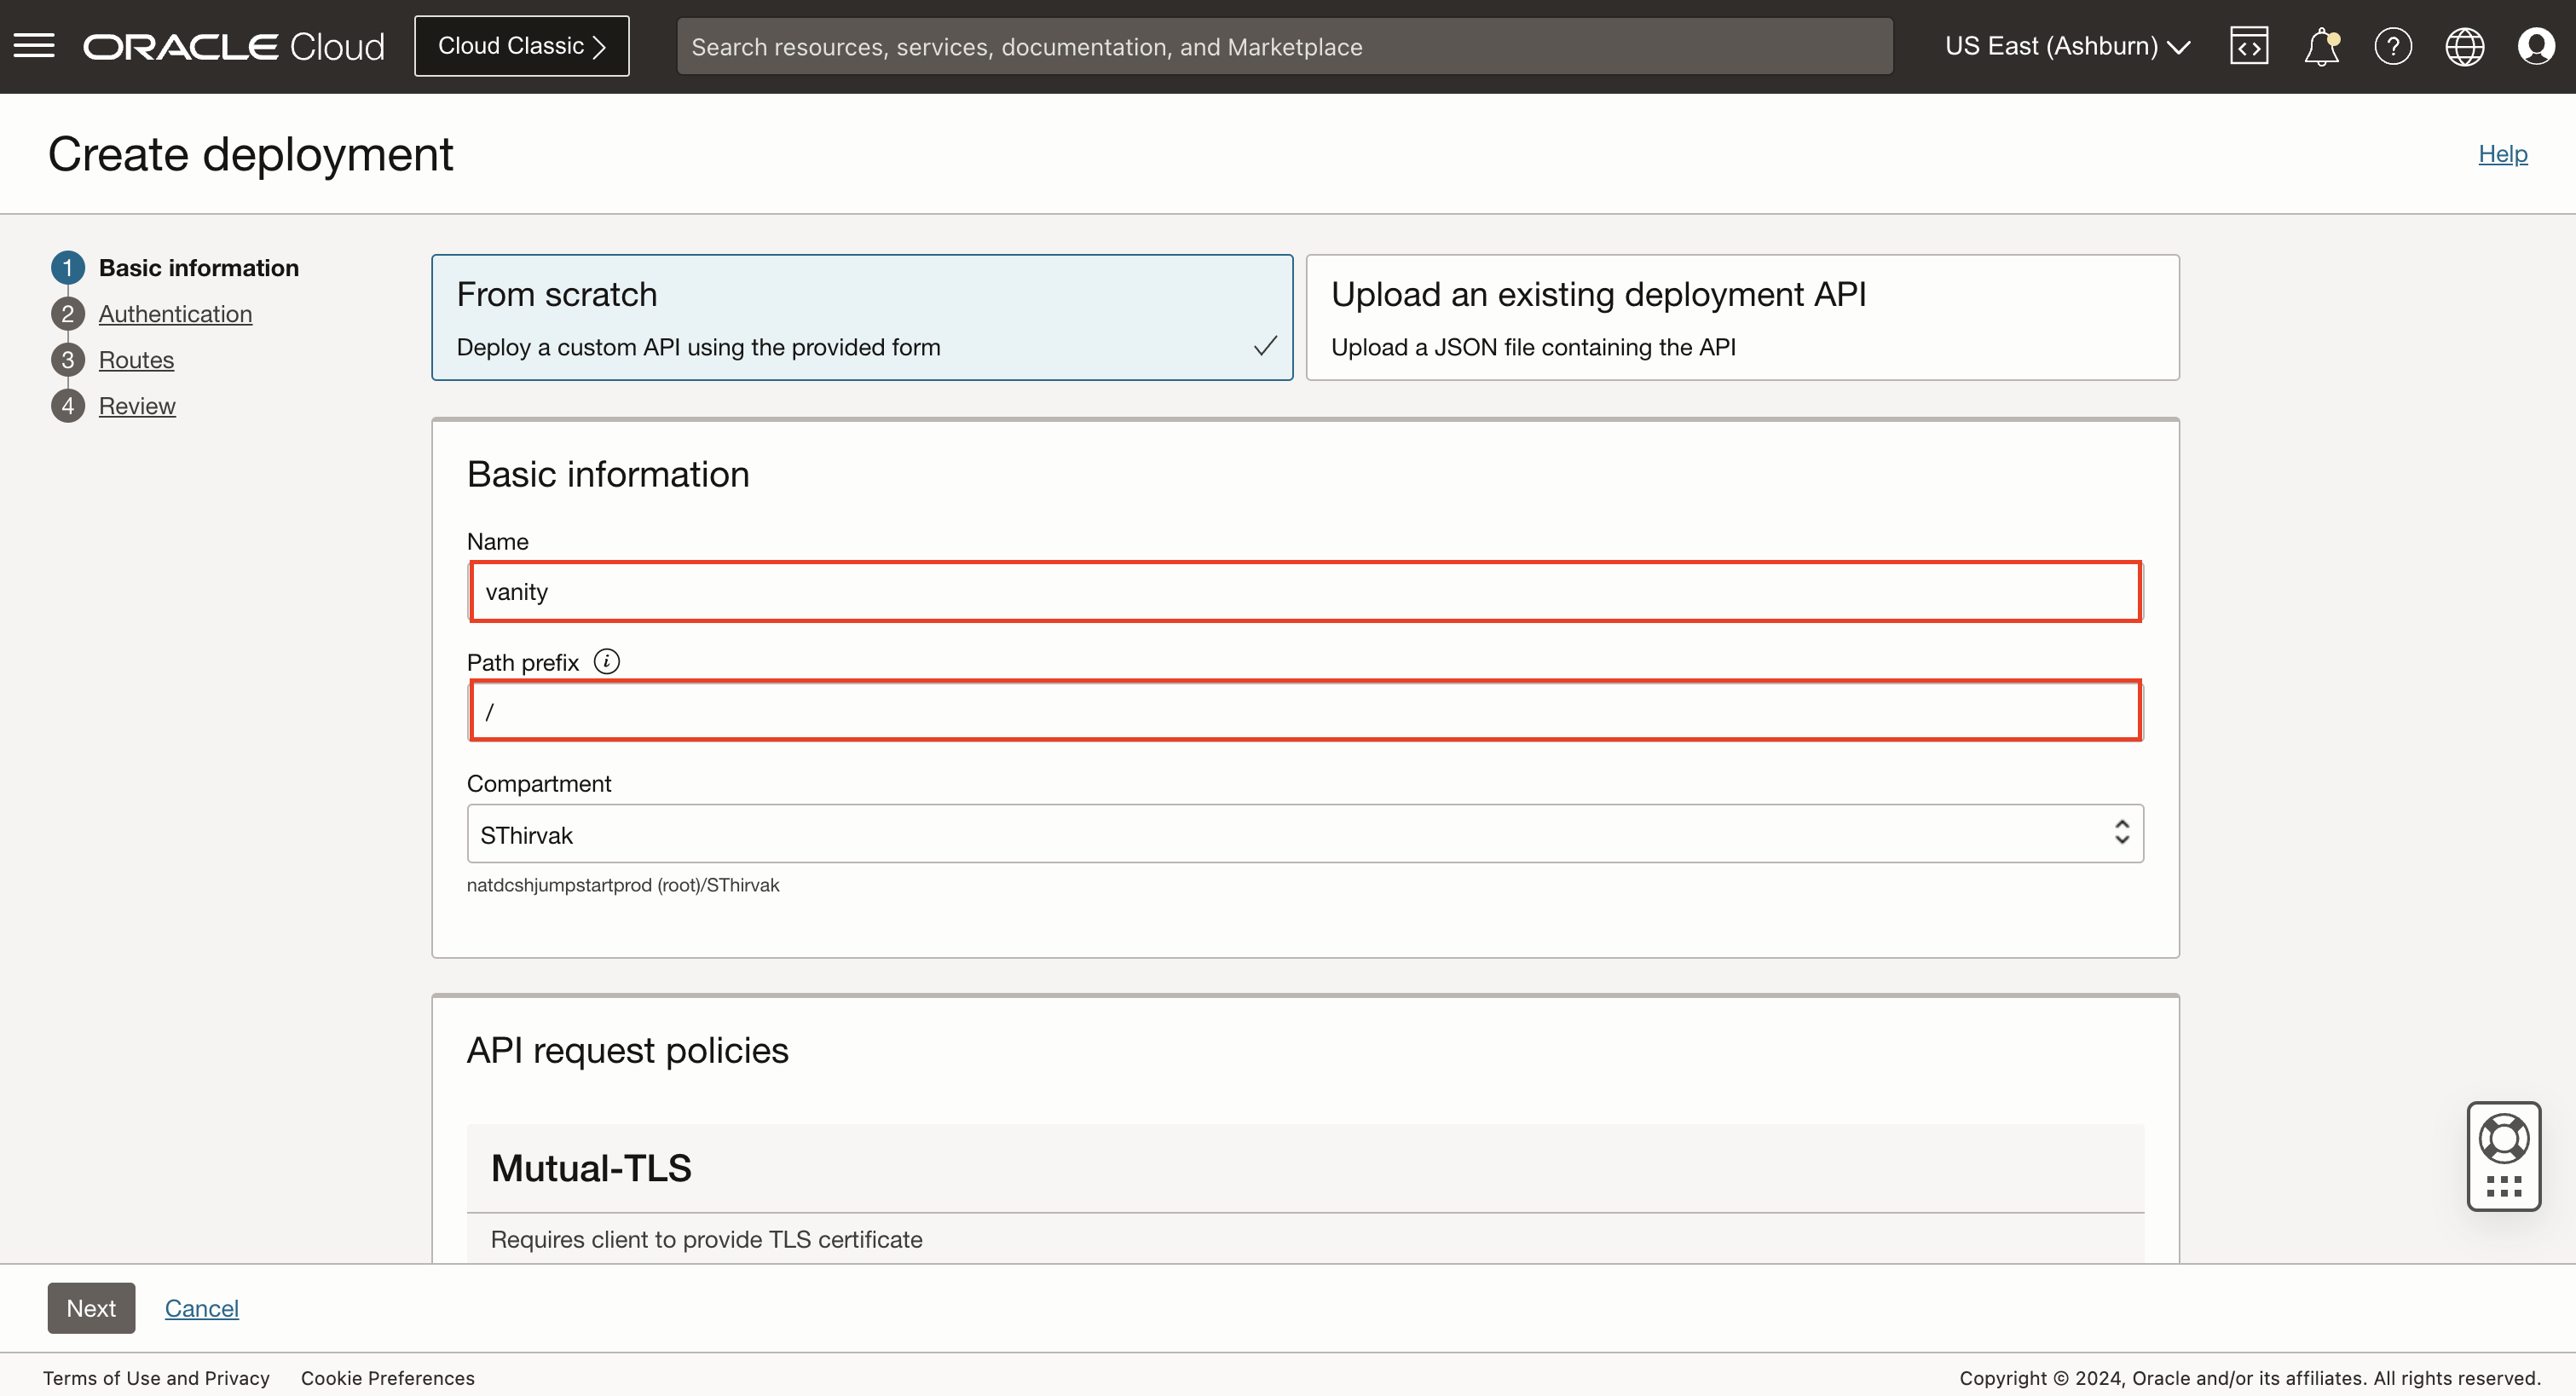 ORACLE Cloud
Cloud Classic
Search resources, services, documentation, and Marketplace
US East (Ashburn)
Create deployment
Help
1 Basic information
2 Authentication
3 Routes
4 Review
From scratch
Deploy a custom API using the provided form
Upload an existing deployment API
Upload a JSON file containing the API
Basic information
Name
vanity
Path prefix
/
Compartment
SThirvak
natdcshjumpstartprod (root)/SThirvak
API request policies
Mutual-TLS
Requires client to provide TLS certificate
Next
Cancel
Terms of Use and Privacy
Cookie Preferences
Copyright © 2024, Oracle and/or its affiliates. All rights reserved.